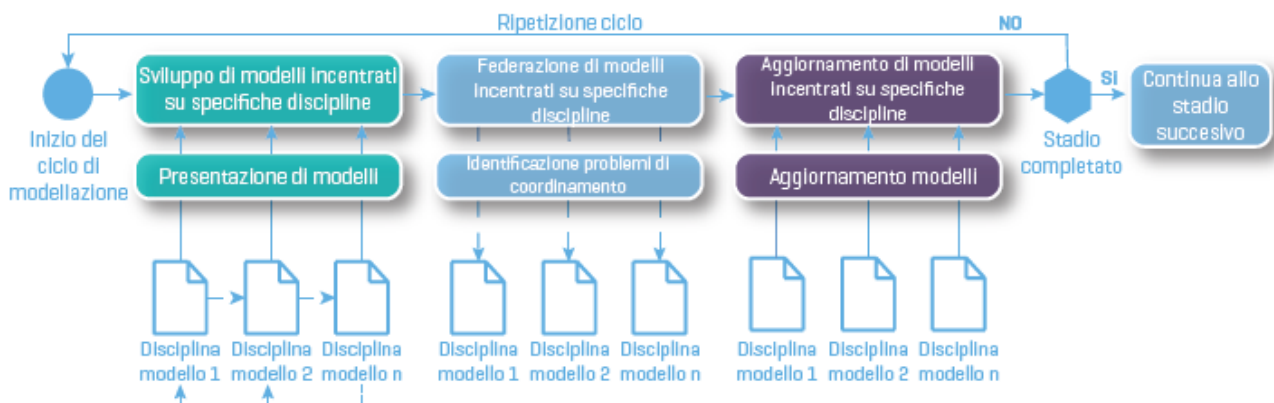 Ripetizione ciclo
NO
Sviluppo di modelli incentrati
su specifiche discipline
Federazione di modelli
incentrati su specifiche
discipline
Aggiornamento di modelli
incentrati su specifiche
discipline
SI
Continua allo
stadio
succesivo
Inizio del
ciclo di
modellazione
Stadio
completato
Presentazione di modelli
Identificazione problemi di
coordinamento
Aggiornamento modelli
Disciplina
modello 1
Disciplina
modello 2
Disciplina
modello n
Disciplina
modello 1
Disciplina
modello 2
Disciplina
modello n
Disciplina
modello 1
Disciplina
modello 2
Disciplina
modello n